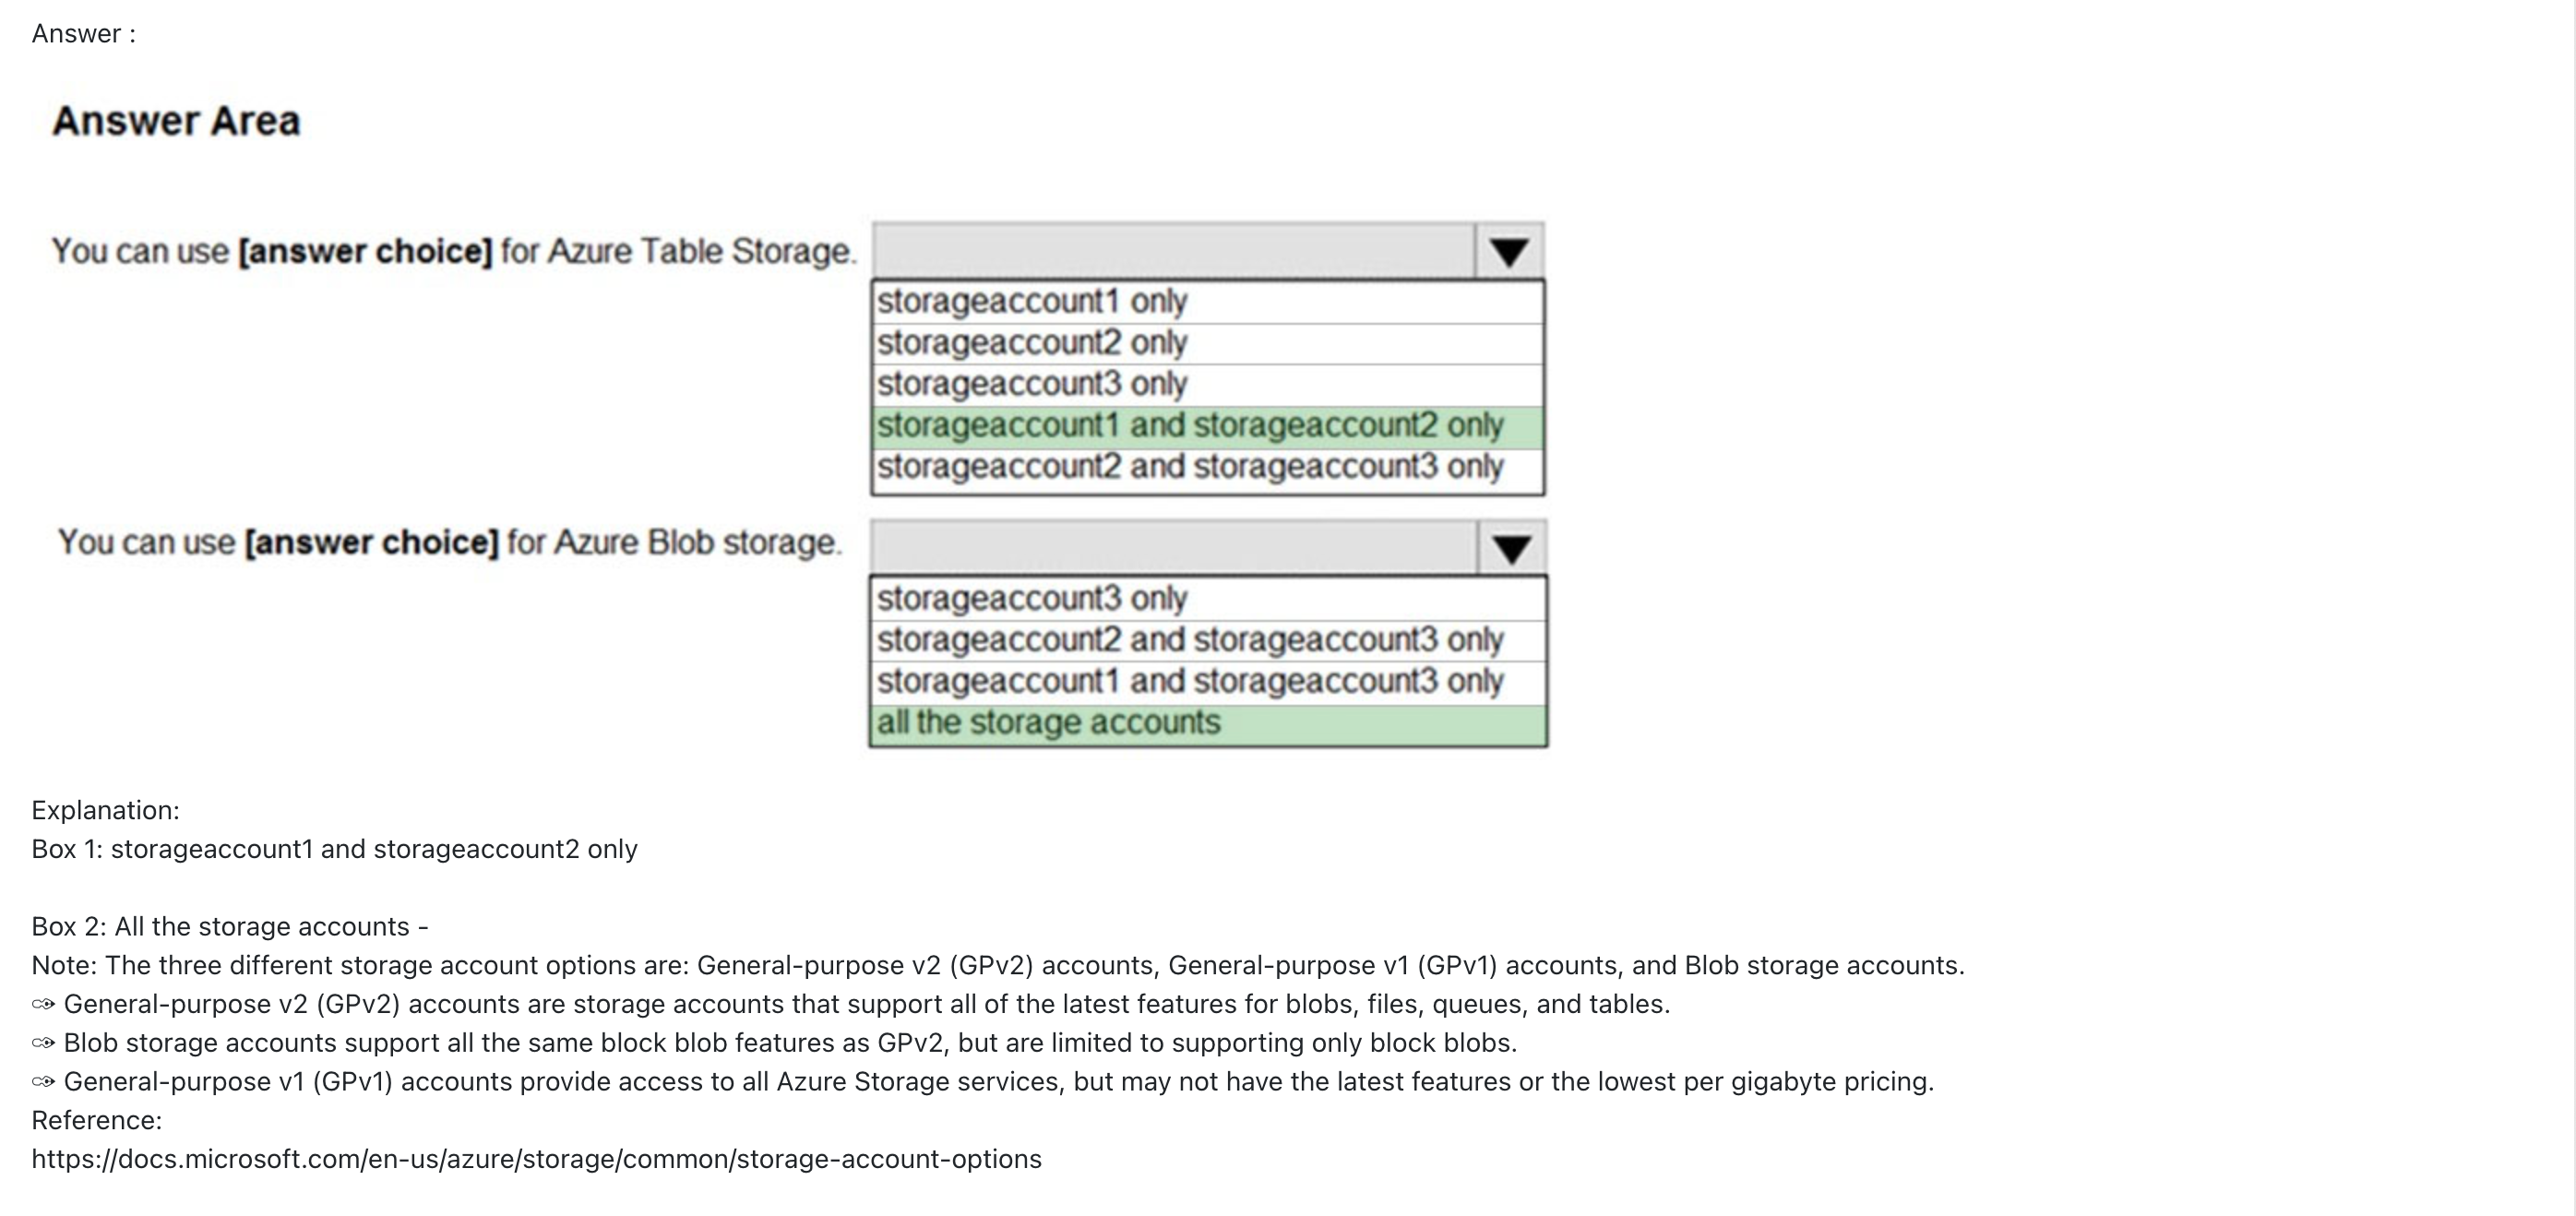 Answer :
Answer Area
You can use [answer choice] for Azure Table Storage.
storageaccount1 only
storageaccount2 only
storageaccount3 only
storageaccount1 and storageaccount2 only
storageaccount2 and storageaccount3 only
You can use [answer choice] for Azure Blob storage.
storageaccount3 only
storageaccount2 and storageaccount3 only
storageaccount1 and storageaccount3 only
all the storage accounts
Explanation:
Box 1: storageaccount1 and storageaccount2 only
Box 2: All the storage accounts -
Note: The three different storage account options are: General-purpose v2 (GPv2) accounts, General-purpose v1 (GPv1) accounts, and Blob storage accounts.
✑ General-purpose v2 (GPv2) accounts are storage accounts that support all of the latest features for blobs, files, queues, and tables.
✑ Blob storage accounts support all the same block blob features as GPv2, but are limited to supporting only block blobs.
✑ General-purpose v1 (GPv1) accounts provide access to all Azure Storage services, but may not have the latest features or the lowest per gigabyte pricing.
Reference:
https://docs.microsoft.com/en-us/azure/storage/common/storage-account-options